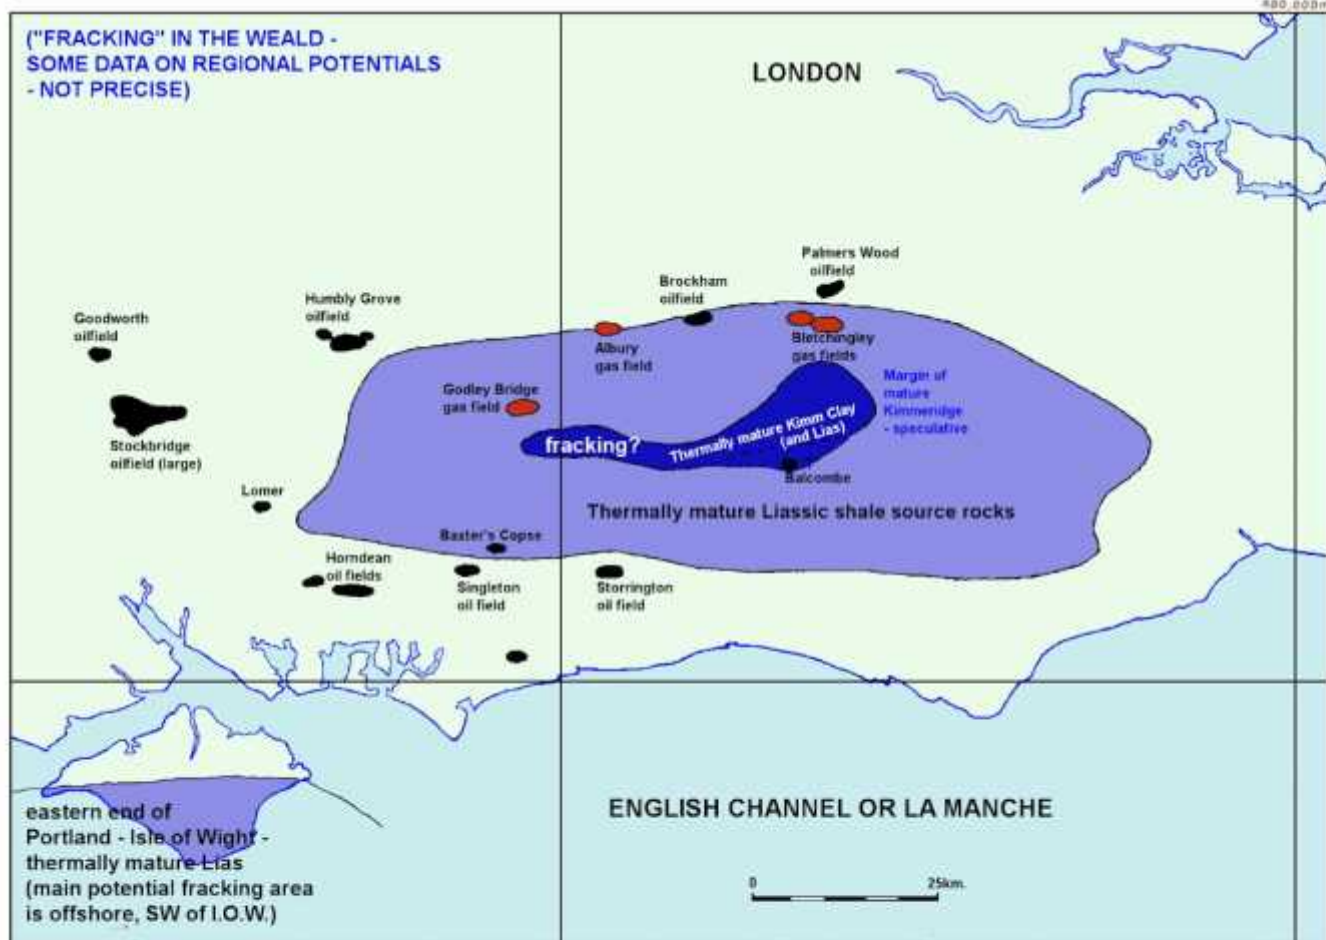 400,000m
("FRACKING" IN THE WEALD -
SOME DATA ON REGIONAL POTENTIALS
- NOT PRECISE)
LONDON
Palmers Wood
oilfield
Brockham
oilfield
Humbly Grove
oilfield
Goodworth
oilfield
Albury
gas field
Bletchingley
gas fields
Godley Bridge
gas field
Margin of
mature
Kimmeridge
- speculative
Stockbridge
oilfield (large)
fracking?
Thermally mature Kimm Clay
(and Lias)
Balcombe
Lomer
Thermally mature Liassic shale source rocks
Baxter's Copse
Horndean
oil fields
Singleton
oil field
Storrington
oil field
eastern end of
Portland - Isle of Wight -
thermally mature Lias
(main potential fracking area
is offshore, SW of I.O.W.)
ENGLISH CHANNEL OR LA MANCHE
0 25km.